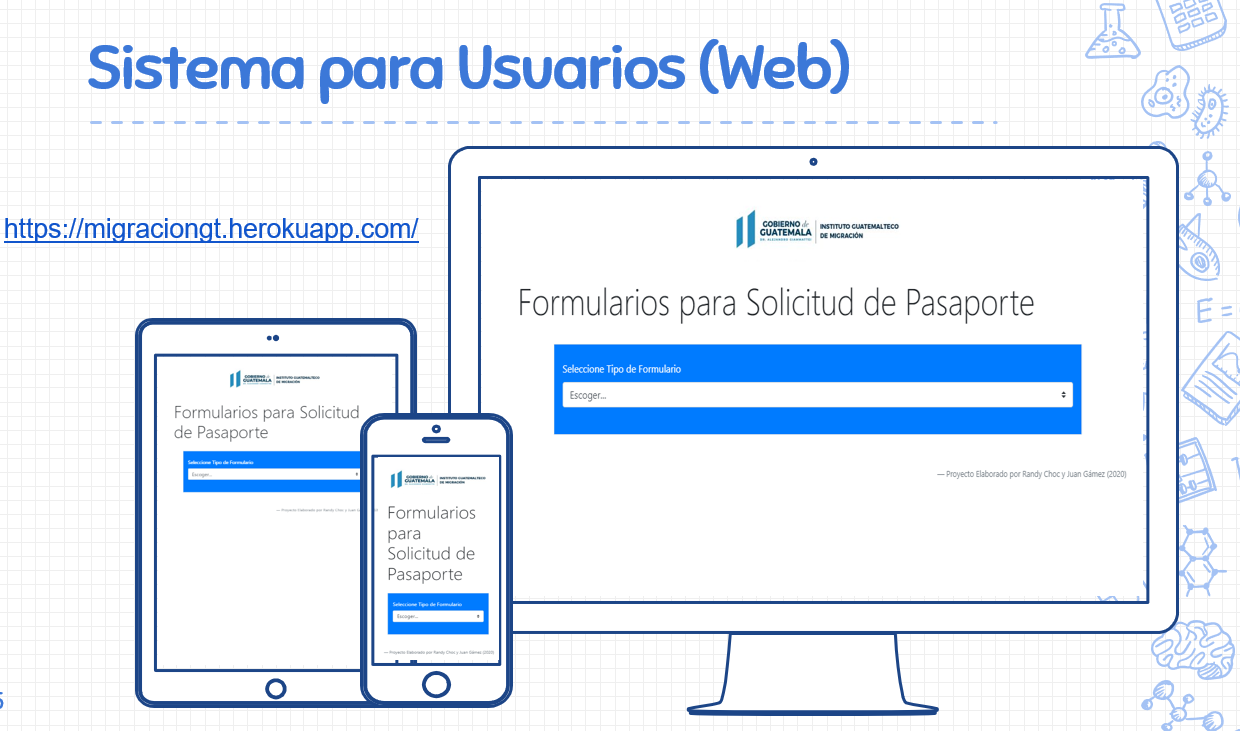 Sistema para Usuarios (Web)
https://migraciongt.herokuapp.com/
GOBIERNO de
GUATEMALA
DR. ALEJANDRO GIAMMATTEI
INSTITUTO GUATEMALTECO
DE MIGRACIÓN
Formularios para Solicitud de Pasaporte
Seleccione Tipo de Formulario
Escoger...
— Proyecto Elaborado por Randy Choc y Juan Gámez (2020)
GOBIERNO de
GUATEMALA
INSTITUTO GUATEMALTECO
DE MIGRACIÓN
Formularios para Solicitud
de Pasaporte
Seleccione Tipo de Formulario
Escoger...
— Proyecto Elaborado por Randy Choc y Juan
GOBIERNO de
GUATEMALA
INSTITUTO GUATEMALTECO
DE MIGRACIÓN
Formularios
para
Solicitud de
Pasaporte
Seleccione Tipo de Formulario
Escoger...
— Proyecto Elaborado por Randy Choc y Juan Gámez (2020)
E =